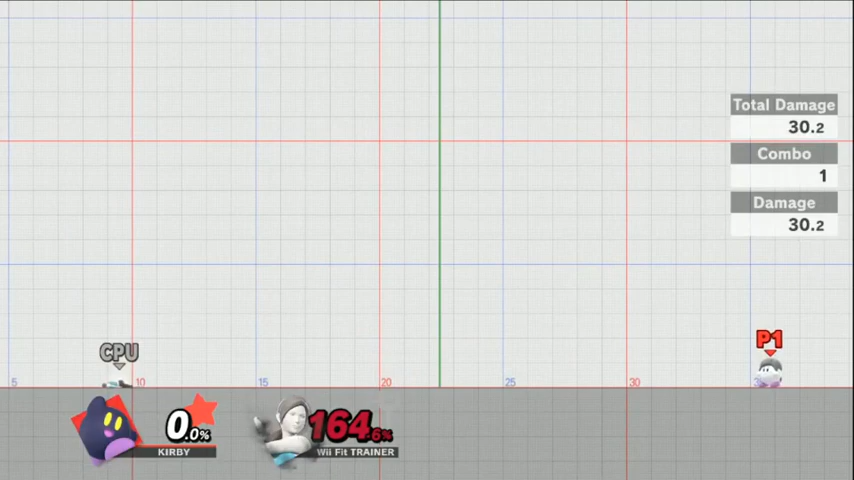 Total Damage
30.2
Combo
1
Damage
30.2
P1
CPU
5 10 15 20 25 30
0.0%
KIRBY
164.6%
Wii Fit TRAINER